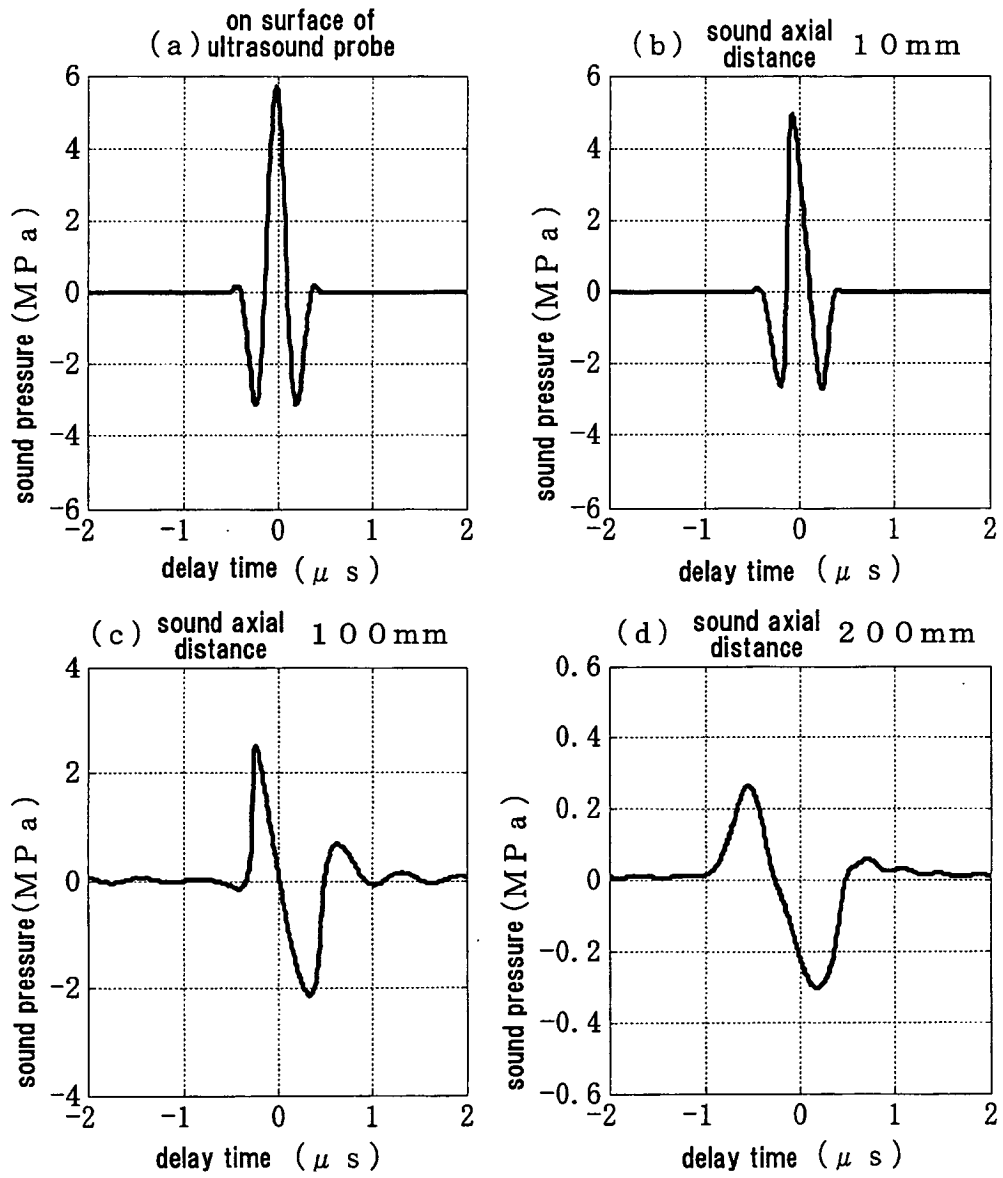 on surface of
(a) ultrasound probe
6
4
2
0
-2
-4
-6
-2 -1 0 1 2
sound pressure (MPa)
delay time (μs)
(b) sound axial 10mm
distance
6
4
2
0
-2
-4
-6
-2 -1 0 1 2
sound pressure (MPa)
delay time (μs)
(c) sound axial 100mm
distance
4
2
0
-2
-4
-2 -1 0 1 2
sound pressure (MPa)
delay time (μs)
(d) sound axial 200mm
distance
0.6
0.4
0.2
0
-0.2
-0.4
-0.6
-2 -1 0 1 2
sound pressure (MPa)
delay time (μs)